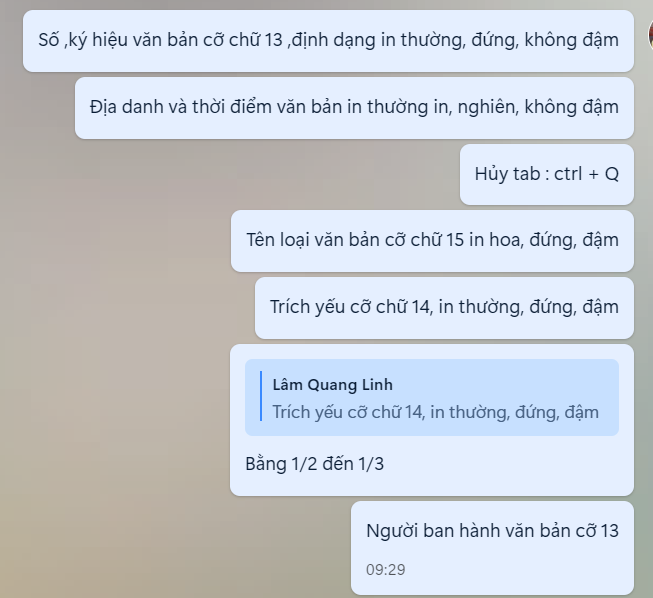 Số ,ký hiệu văn bản cỡ chữ 13 ,định dạng in thường, đứng, không đậm
Địa danh và thời điểm văn bản in thường in, nghiên, không đậm
Hủy tab : ctrl + Q
Tên loại văn bản cỡ chữ 15 in hoa, đứng, đậm
Trích yếu cỡ chữ 14, in thường, đứng, đậm
Lâm Quang Linh
Trích yếu cỡ chữ 14, in thường, đứng, đậm
Bằng 1/2 đến 1/3
Người ban hành văn bản cỡ 13
09:29